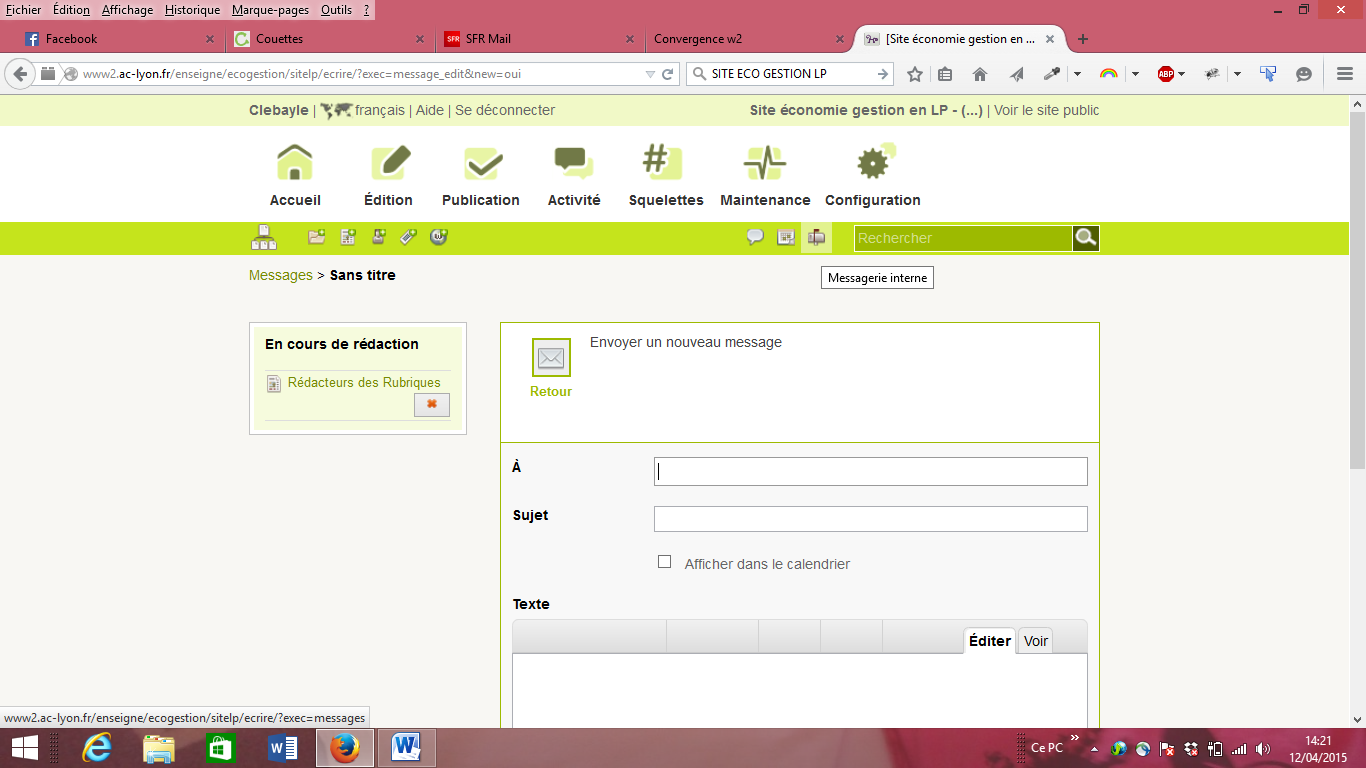 Fichier Édition Affichage Historique Marque-pages Outils ?
Facebook Couettes SFR SFR Mail Convergence w2 [Site économie gestion en ...
www2.ac-lyon.fr/enseigne/ecogestion/sitelp/ecrire/?exec=message_edit&new=oui SITE ECO GESTION LP ABP
Clebayle | français | Aide | Se déconnecter Site économie gestion en LP - (...) | Voir le site public
Accueil Édition Publication Activité Squelettes Maintenance Configuration
Rechercher
Messages > Sans titre Messagerie interne
En cours de rédaction
Rédacteurs des Rubriques
Envoyer un nouveau message
Retour
À
Sujet
Afficher dans le calendrier
Texte
Éditer Voir
www2.ac-lyon.fr/enseigne/ecogestion/sitelp/ecrire/?exec=messages
Ce PC 14:21
12/04/2015